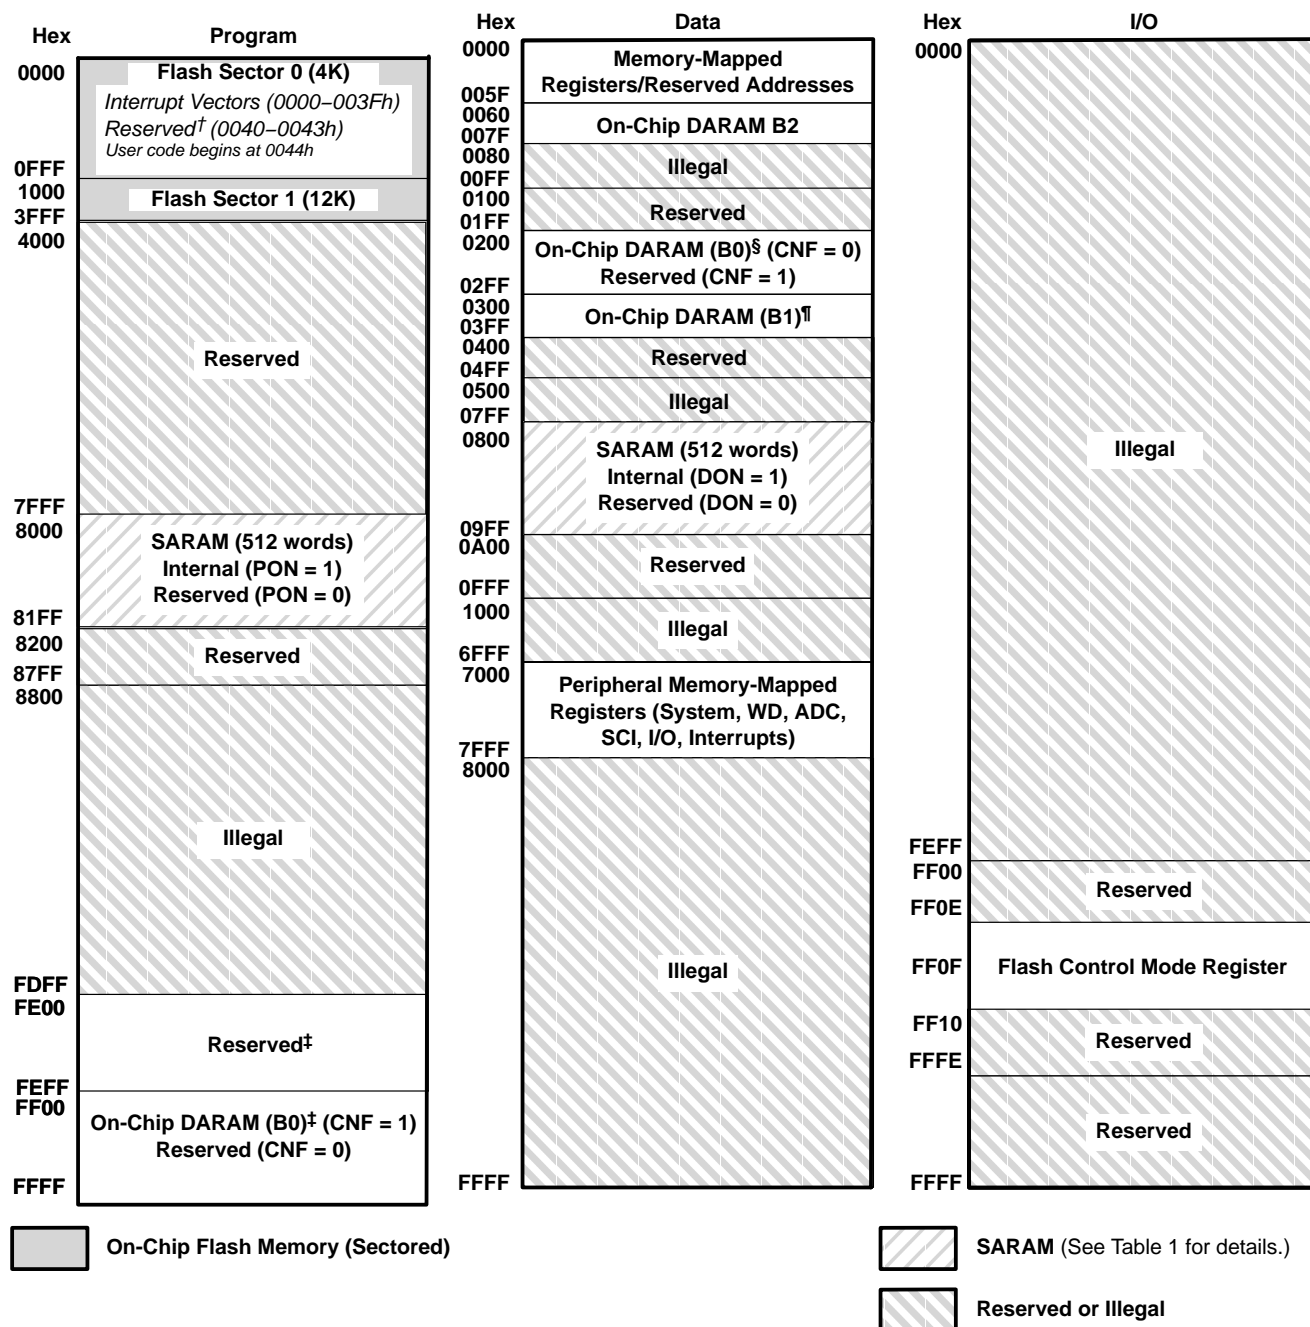 Hex
Program
0000
Flash Sector 0 (4K)
Interrupt Vectors (0000–003Fh)
Reserved† (0040–0043h)
User code begins at 0044h
0FFF
1000
Flash Sector 1 (12K)
3FFF
4000
Reserved
7FFF
8000
SARAM (512 words)
Internal (PON = 1)
Reserved (PON = 0)
81FF
8200
Reserved
87FF
8800
Illegal
FDFF
FE00
Reserved‡
FEFF
FF00
On-Chip DARAM (B0)‡ (CNF = 1)
Reserved (CNF = 0)
FFFF
Hex
Data
0000
Memory-Mapped
Registers/Reserved Addresses
005F
0060
On-Chip DARAM B2
007F
0080
Illegal
00FF
0100
Reserved
01FF
0200
On-Chip DARAM (B0)§ (CNF = 0)
Reserved (CNF = 1)
02FF
0300
On-Chip DARAM (B1)¶
03FF
0400
Reserved
04FF
0500
Illegal
07FF
0800
SARAM (512 words)
Internal (DON = 1)
Reserved (DON = 0)
09FF
0A00
Reserved
0FFF
1000
Illegal
6FFF
7000
Peripheral Memory-Mapped
Registers (System, WD, ADC,
SCI, I/O, Interrupts)
7FFF
8000
Illegal
FFFF
Hex
I/O
0000
Illegal
FEFF
FF00
Reserved
FF0E
FF0F
Flash Control Mode Register
FF10
Reserved
FFFE
Reserved
FFFF
On-Chip Flash Memory (Sectored)
SARAM (See Table 1 for details.)
Reserved or Illegal